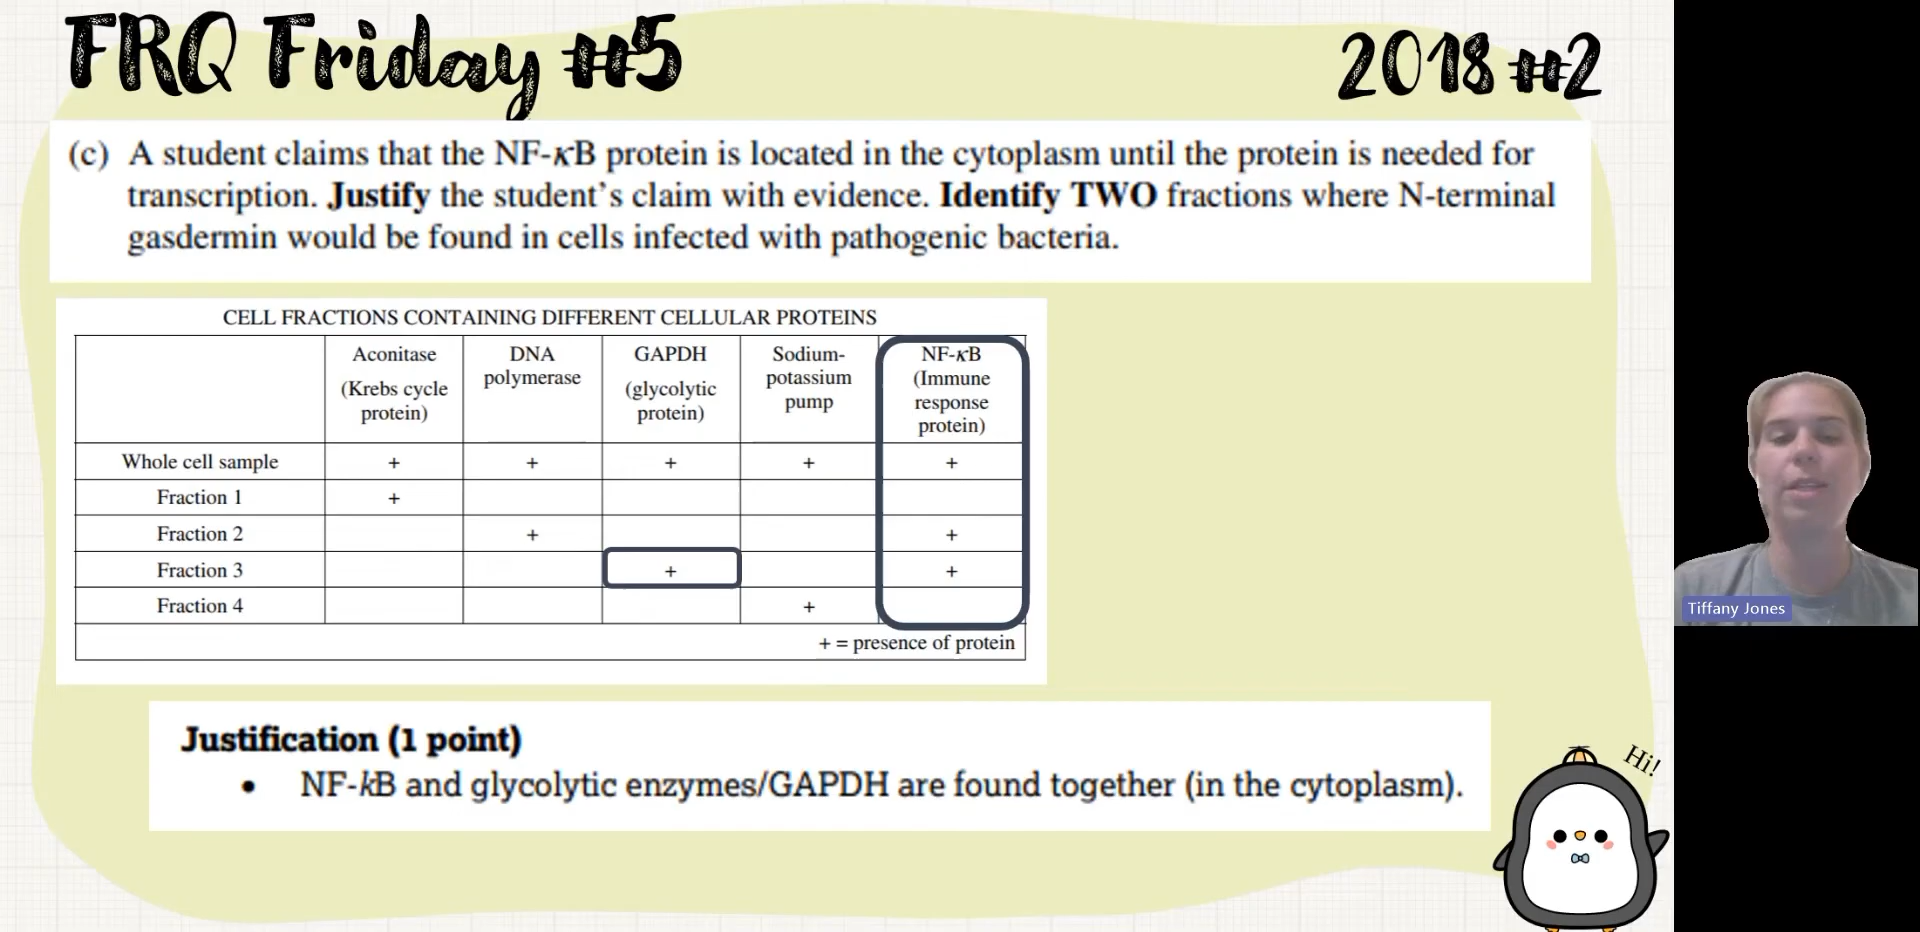 FRQ Friday #5
2018 #2
(c) A student claims that the NF-κB protein is located in the cytoplasm until the protein is needed for
transcription. Justify the student's claim with evidence. Identify TWO fractions where N-terminal
gasdermin would be found in cells infected with pathogenic bacteria.
CELL FRACTIONS CONTAINING DIFFERENT CELLULAR PROTEINS
Aconitase (Krebs cycle protein) DNA polymerase GAPDH (glycolytic protein) Sodium-potassium pump NF-κB (Immune response protein)
Whole cell sample + + + + +
Fraction 1 +
Fraction 2 + +
Fraction 3 + +
Fraction 4 +
+ = presence of protein
Justification (1 point)
• NF-kB and glycolytic enzymes/GAPDH are found together (in the cytoplasm).
Hi!
Tiffany Jones